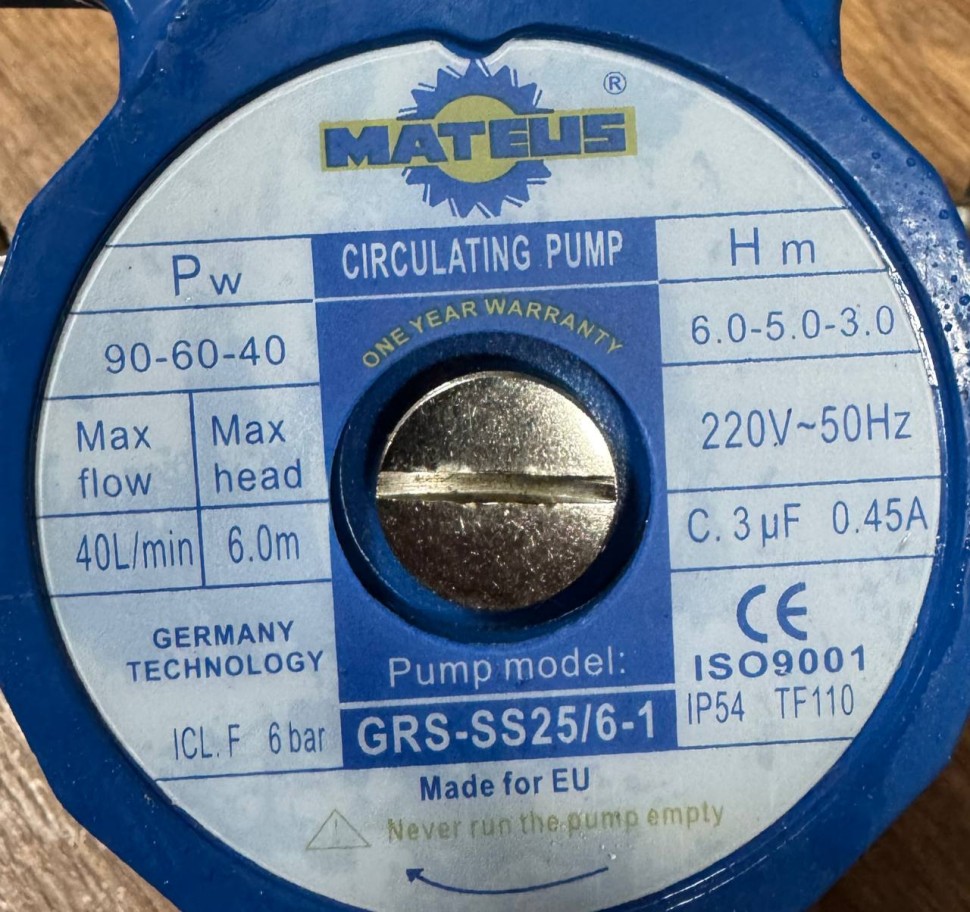 MATEUS ®
CIRCULATING PUMP
ONE YEAR WARRANTY
Pw
90-60-40
Max flow
Max head
40L/min
6.0m
GERMANY
TECHNOLOGY
ICL. F 6 bar
H m
6.0-5.0-3.0
220V~50Hz
C. 3 µF 0.45A
CE
ISO9001
IP54 TF110
Pump model:
GRS-SS25/6-1
Made for EU
Never run the pump empty